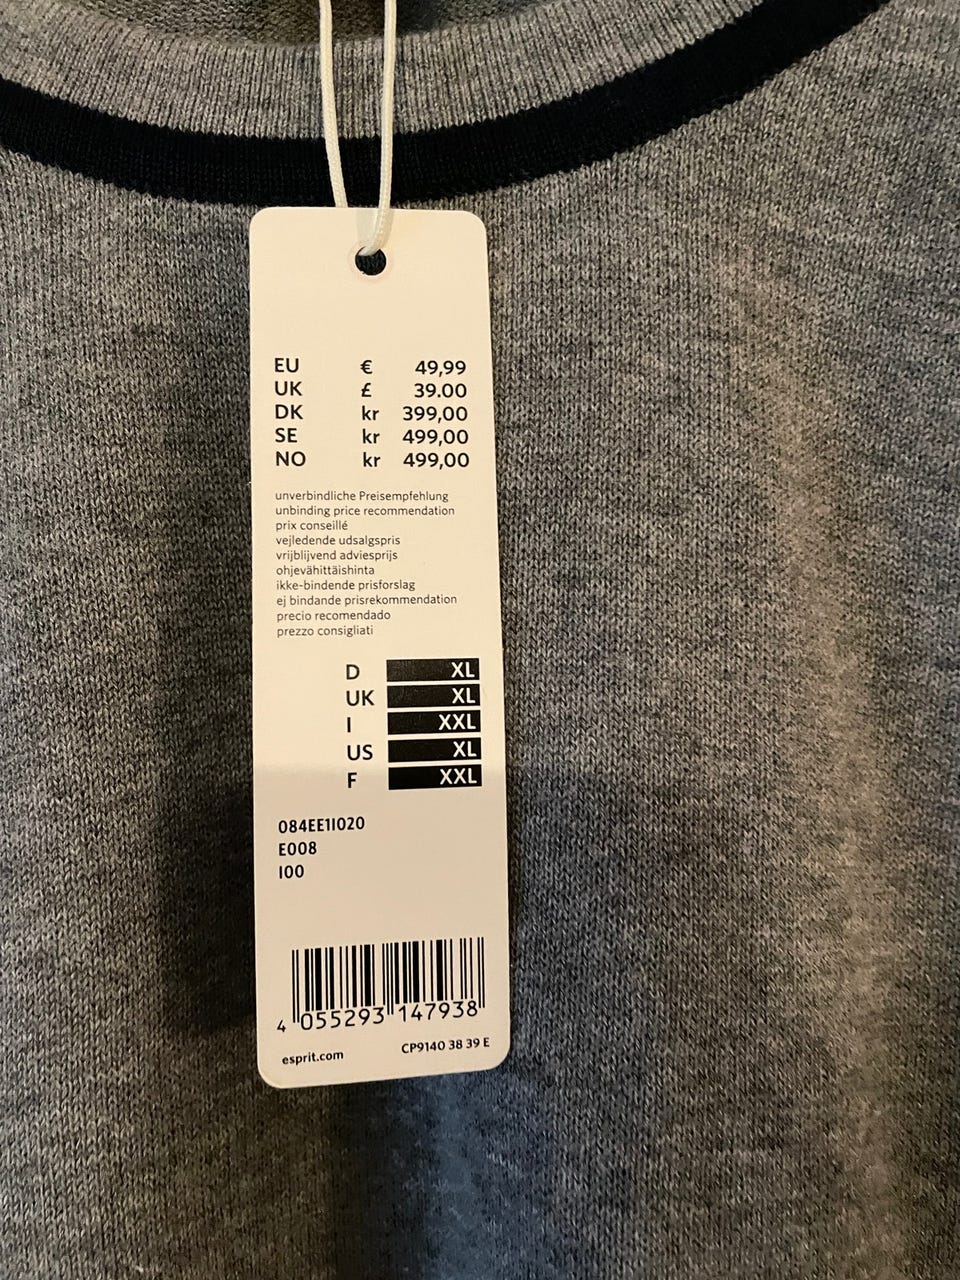 EU € 49,99
UK £ 39.00
DK kr 399,00
SE kr 499,00
NO kr 499,00
unverbindliche Preisempfehlung
unbinding price recommendation
prix conseillé
vejledende udsalgspris
vrijblijvend adviesprijs
ohjevähittäishinta
ikke-bindende prisforslag
ej bindande prisrekommendation
precio recomendado
prezzo consigliati
D XL
UK XL
I XXL
US XL
F XXL
084EE1I020
E008
I00
4 055293 147938
esprit.com CP9140 38 39 E